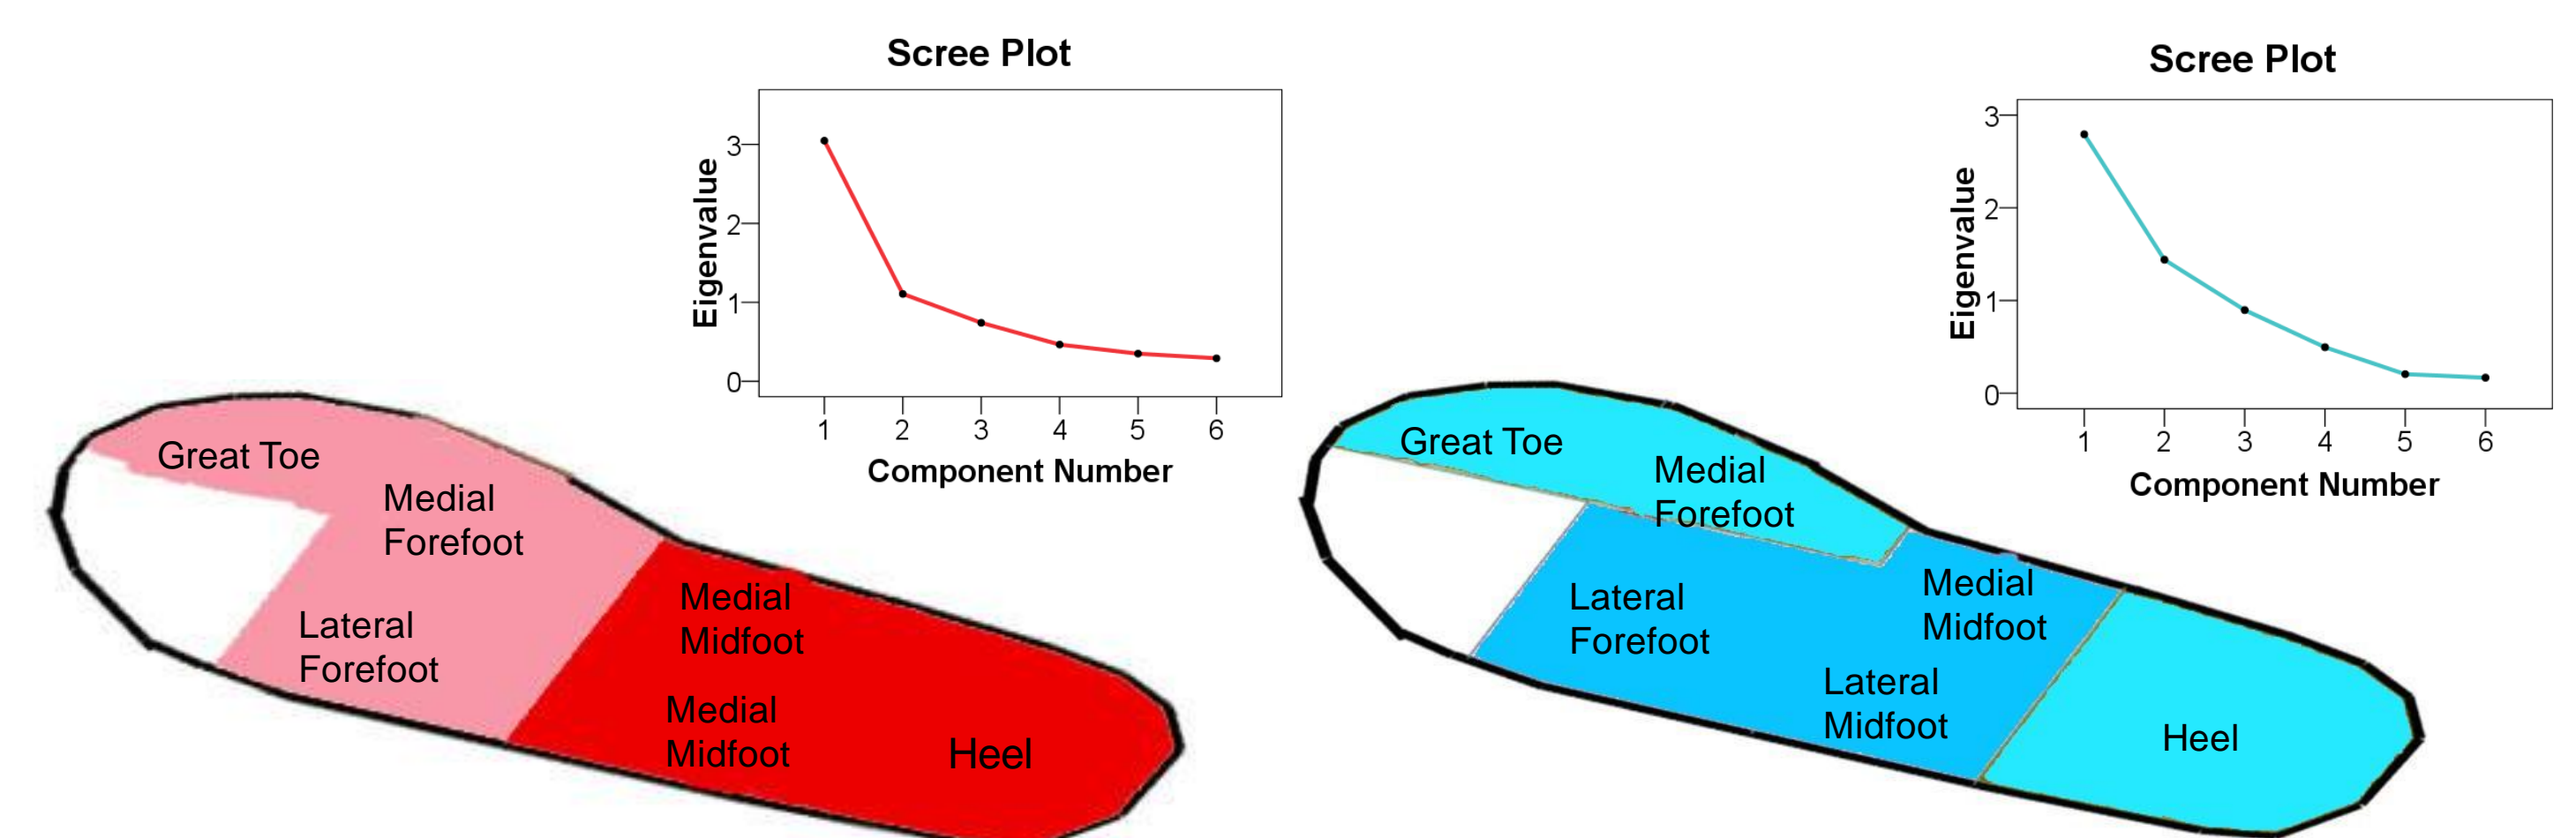 Scree Plot
Eigenvalue
3
2
1
0
1 2 3 4 5 6
Component Number
Great Toe
Medial
Forefoot
Lateral
Forefoot
Medial
Midfoot
Medial
Midfoot
Heel
Scree Plot
Eigenvalue
3
2
1
0
1 2 3 4 5 6
Component Number
Great Toe
Medial
Forefoot
Lateral
Forefoot
Medial
Midfoot
Lateral
Midfoot
Heel